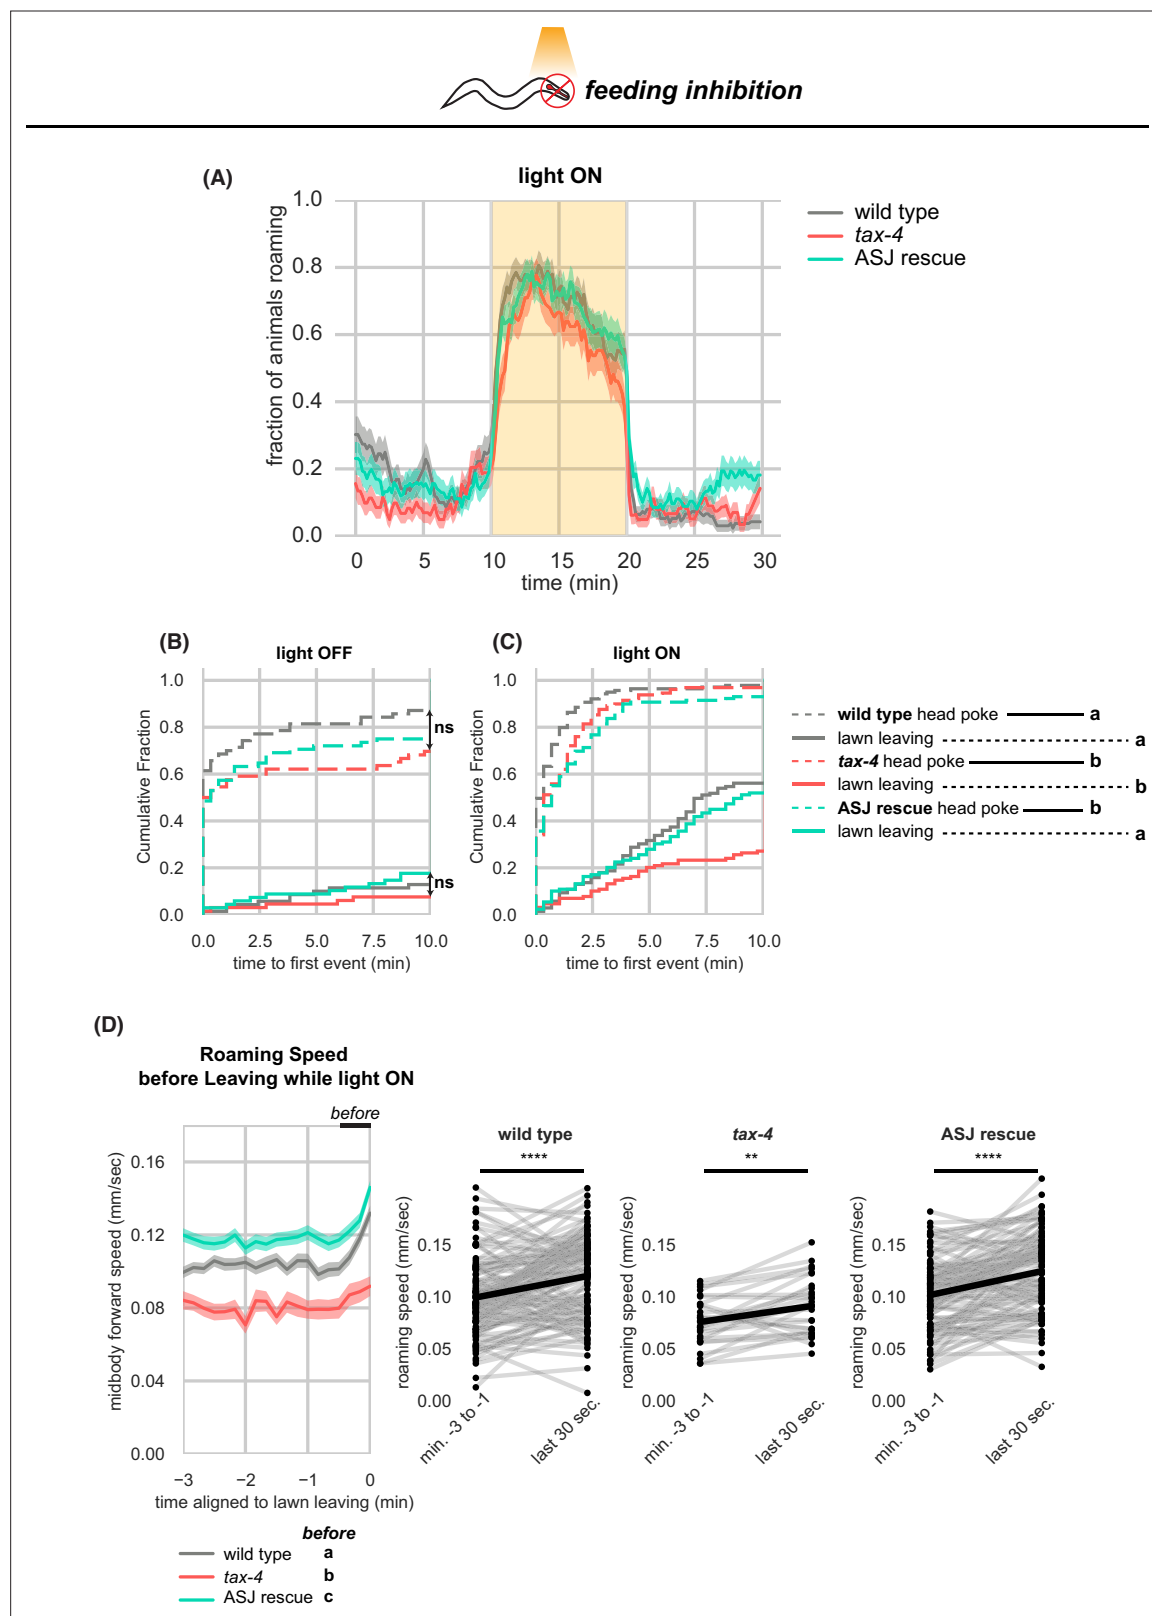 feeding inhibition
(A)
light ON
1.0
0.8
0.6
0.4
0.2
0.0
fraction of animals roaming
0 5 10 15 20 25 30
time (min)
wild type
tax-4
ASJ rescue
(B)
light OFF
1.0
0.8
0.6
0.4
0.2
0.0
Cumulative Fraction
ns
ns
0.0 2.5 5.0 7.5 10.0
time to first event (min)
(C)
light ON
1.0
0.8
0.6
0.4
0.2
0.0
Cumulative Fraction
0.0 2.5 5.0 7.5 10.0
time to first event (min)
wild type head poke a
lawn leaving a
tax-4 head poke b
lawn leaving b
ASJ rescue head poke b
lawn leaving a
(D)
Roaming Speed
before Leaving while light ON
before
0.16
0.12
0.08
0.04
0.00
midbody forward speed (mm/sec)
−3 −2 −1 0
time aligned to lawn leaving (min)
before
wild type a
tax-4 b
ASJ rescue c
wild type
****
0.15
0.10
0.05
0.00
roaming speed (mm/sec)
min. -3 to -1
last 30 sec.
tax-4
**
0.15
0.10
0.05
0.00
roaming speed (mm/sec)
min. -3 to -1
last 30 sec.
ASJ rescue
****
0.15
0.10
0.05
0.00
roaming speed (mm/sec)
min. -3 to -1
last 30 sec.